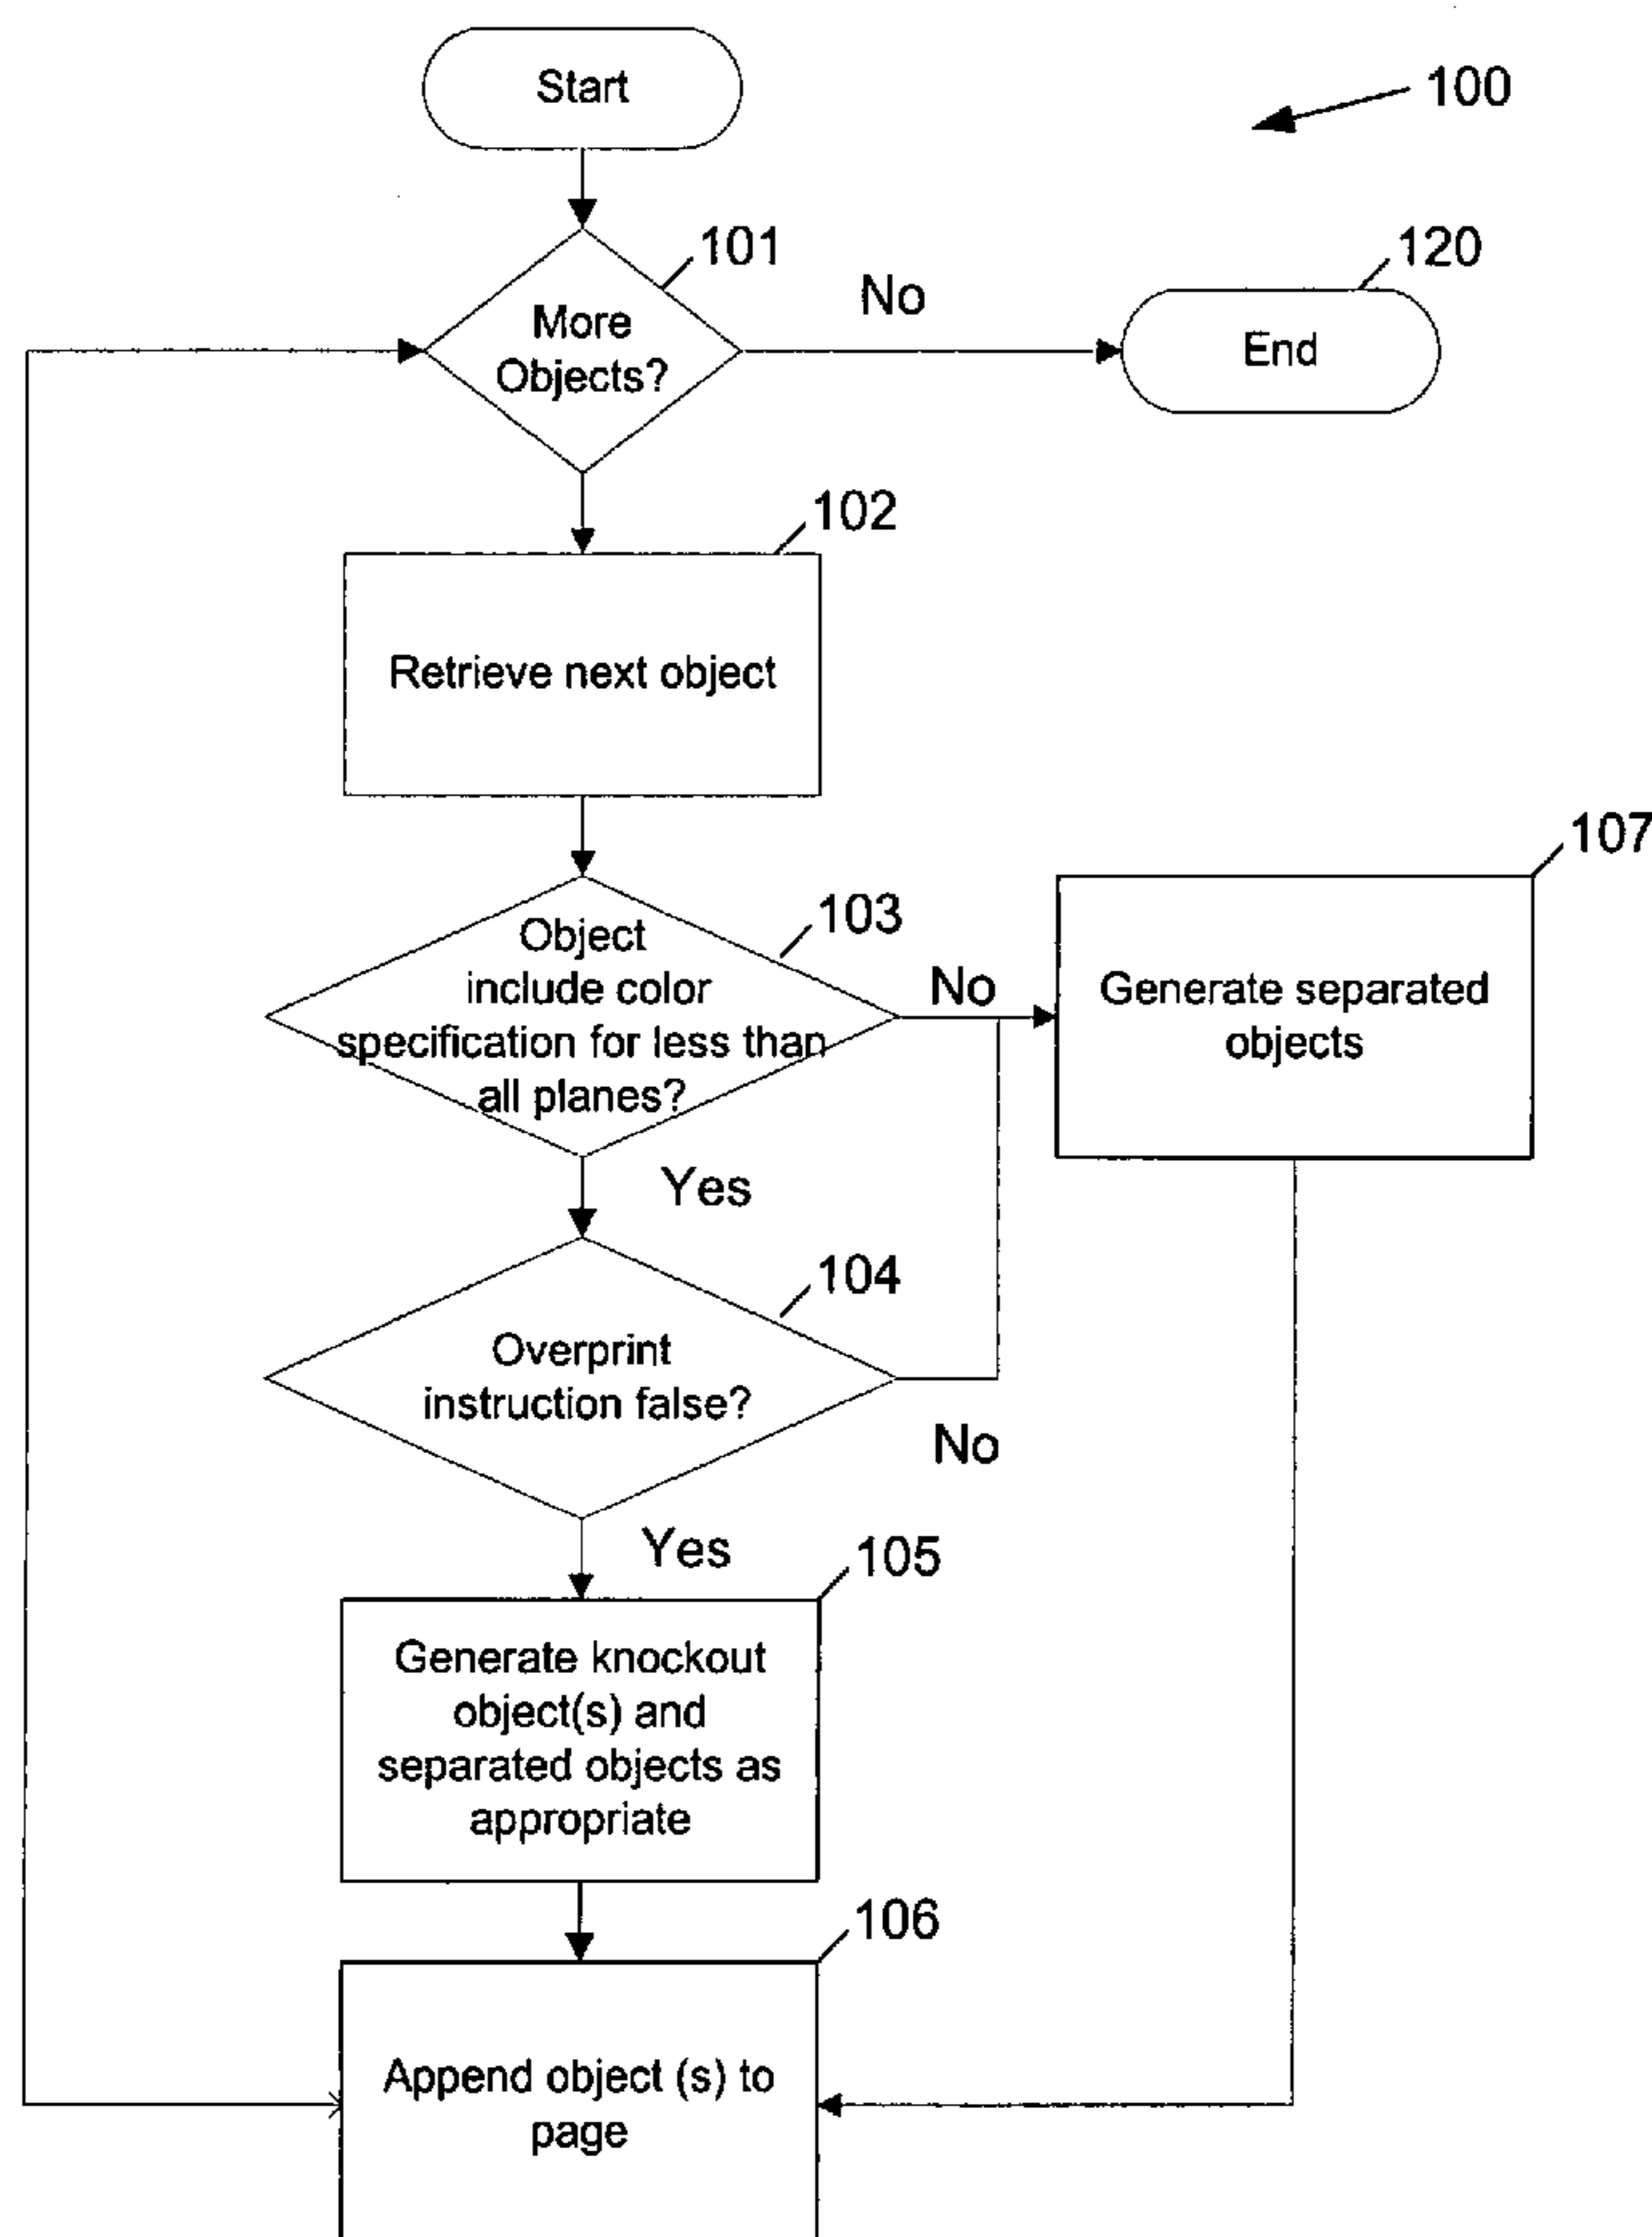 Start
100
101
More
Objects?
No
120
End
102
Retrieve next object
107
103
Object
include color
specification for less than
all planes?
No
Generate separated
objects
Yes
104
Overprint
instruction false?
No
Yes
105
Generate knockout
object(s) and
separated objects as
appropriate
106
Append object (s) to
page